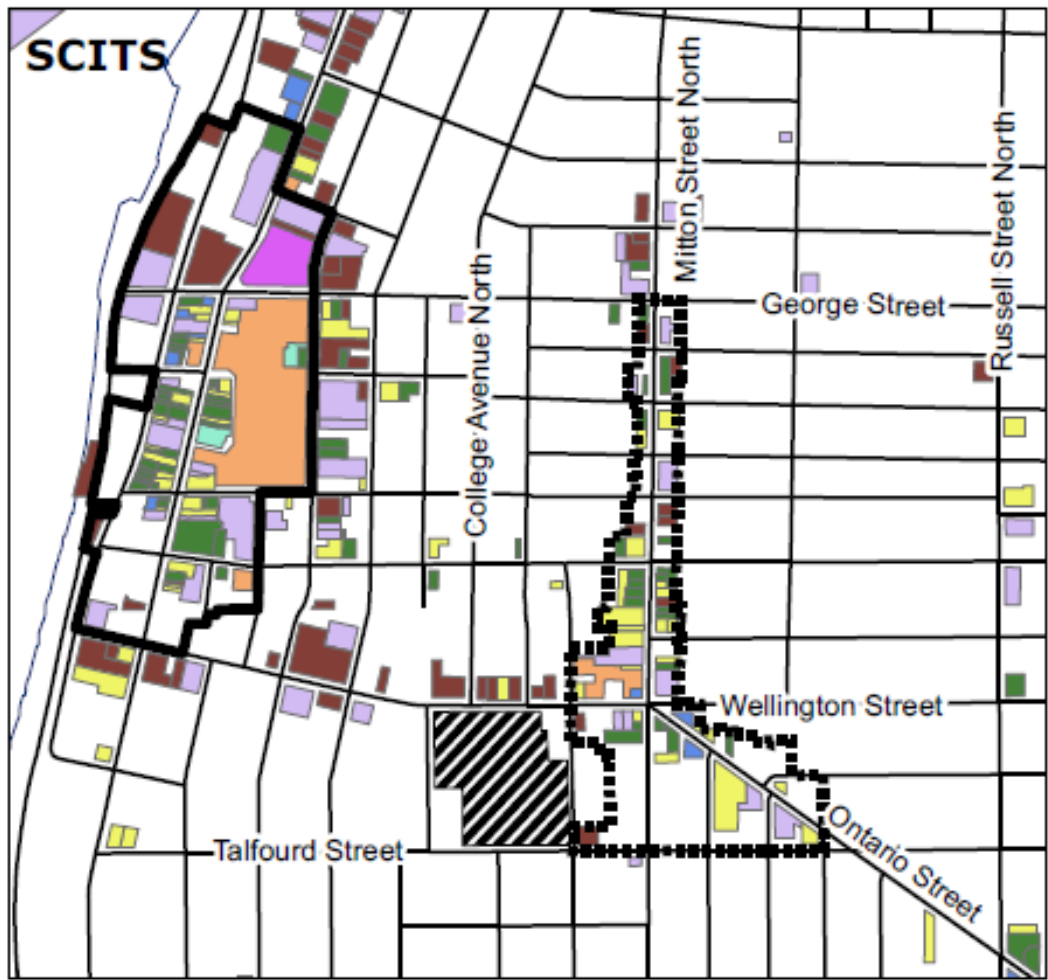 SCITS
Mitton Street North
Russell Street North
George Street
College Avenue North
Wellington Street
Ontario Street
Talfourd Street